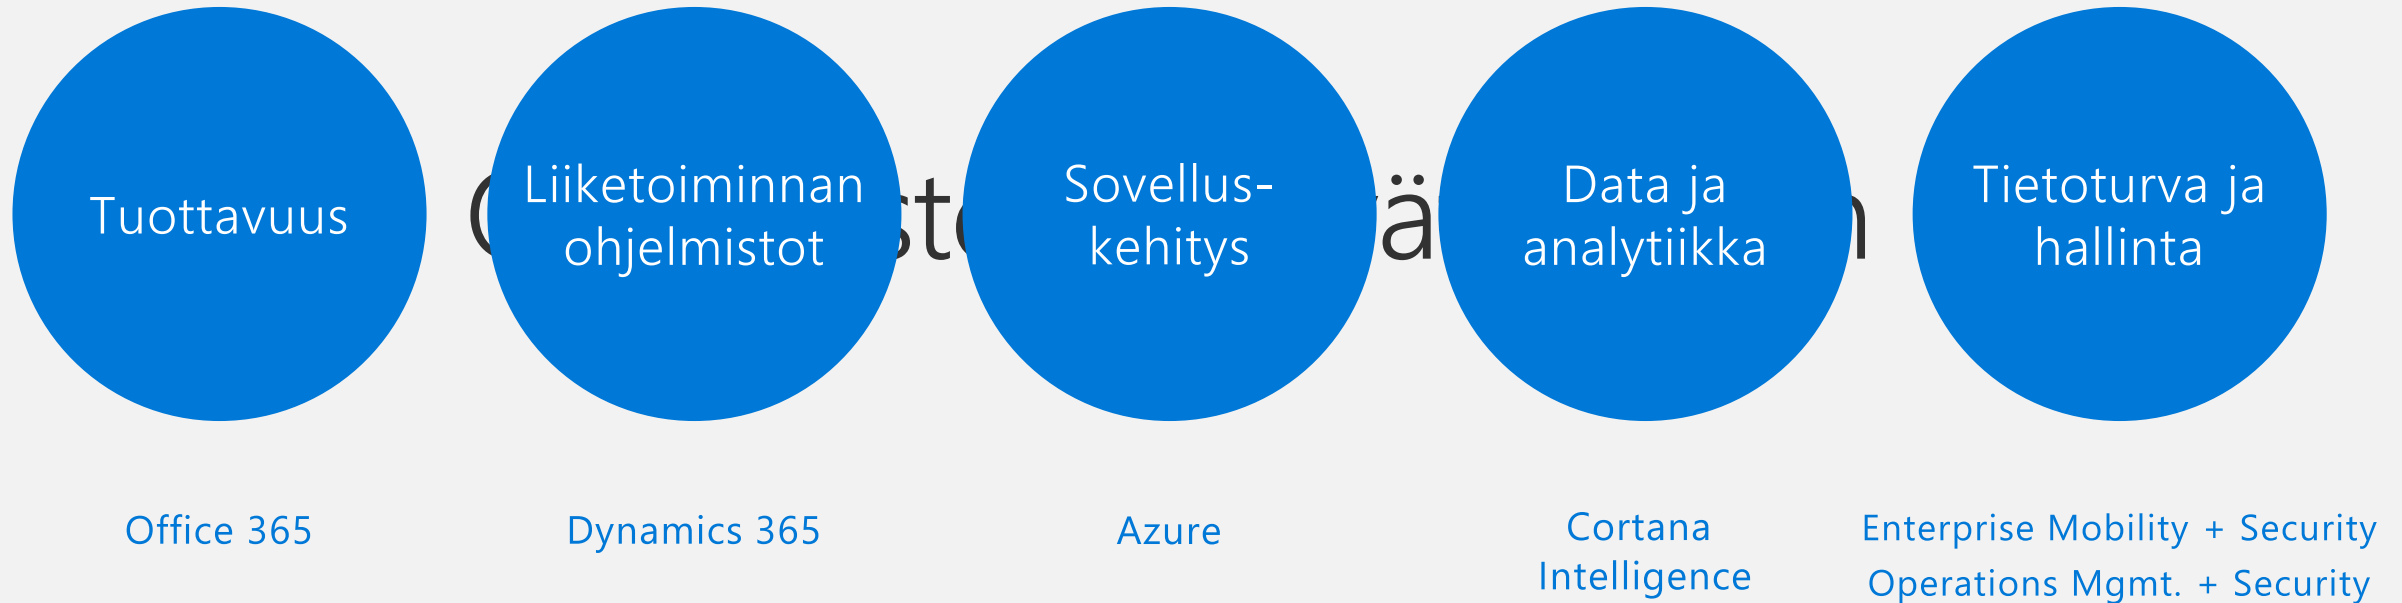 Tuottavuus
Liiketoiminnan
ohjelmistot
Sovellus-
kehitys
Data ja
analytiikka
Tietoturva ja
hallinta
Office 365
Dynamics 365
Azure
Cortana
Intelligence
Enterprise Mobility + Security
Operations Mgmt. + Security